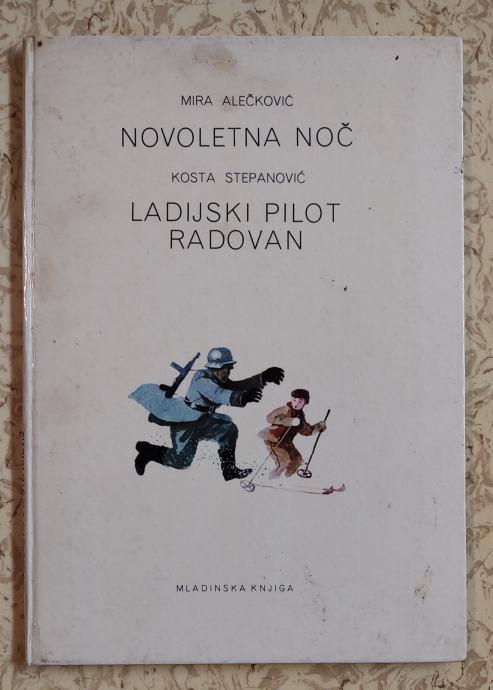 MIRA ALEČKOVIĆ
NOVOLETNA NOČ
KOSTA STEPANOVIĆ
LADIJSKI PILOT
RADOVAN
MLADINSKA KNJIGA